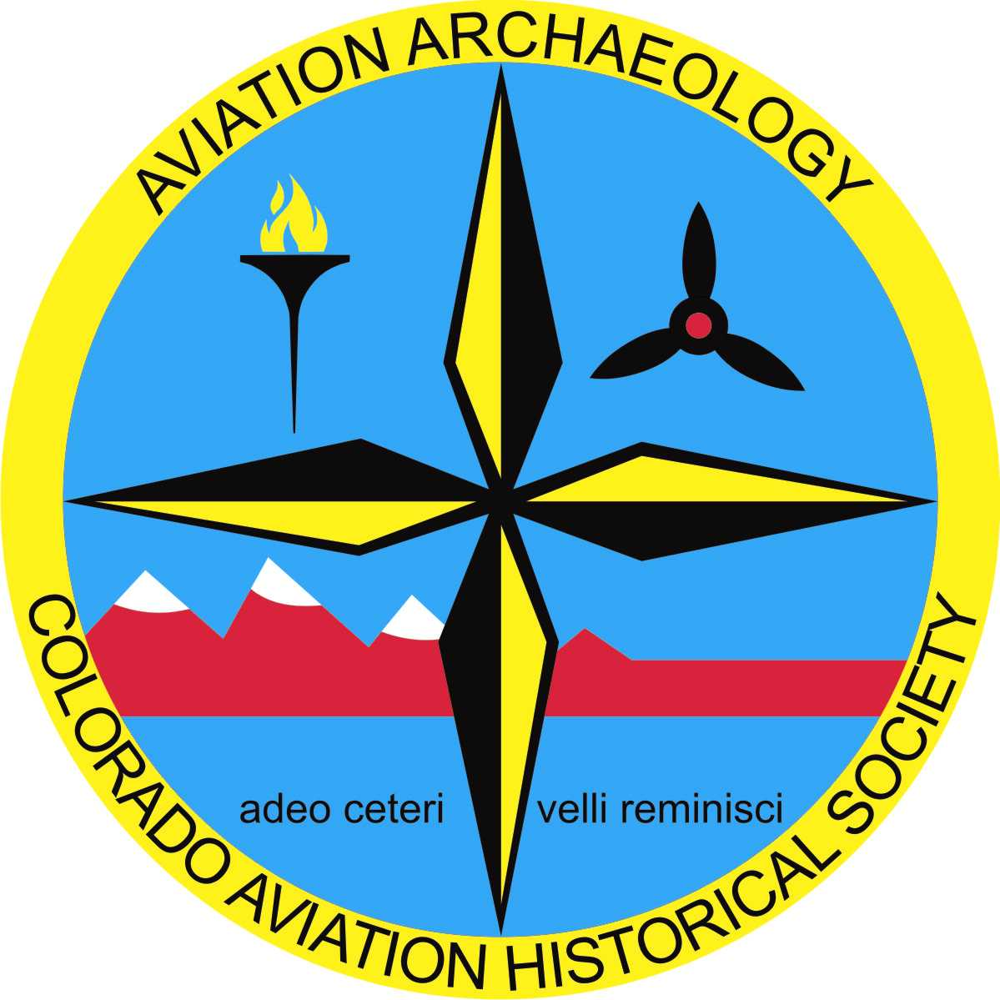 AVIATION ARCHAEOLOGY
adeo ceteri velli reminisci
COLORADO AVIATION HISTORICAL SOCIETY